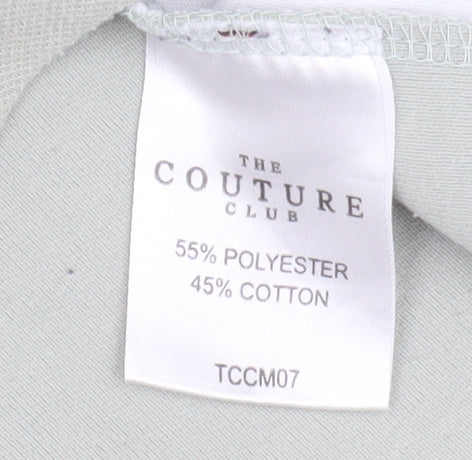 THE
COUTURE
CLUB
55% POLYESTER
45% COTTON
TCCM07